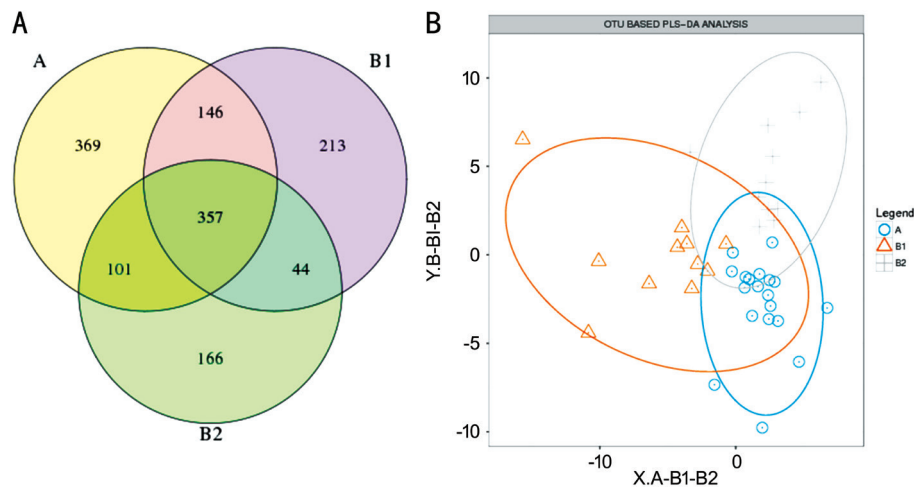 A
A
B1
146
369
213
357
101
44
166
B2
B
OTU BASED PLS-DA ANALYSIS
10
5
0
-5
-10
Y.B-BI-B2
-10
0
X.A-B1-B2
Legend
A
B1
B2